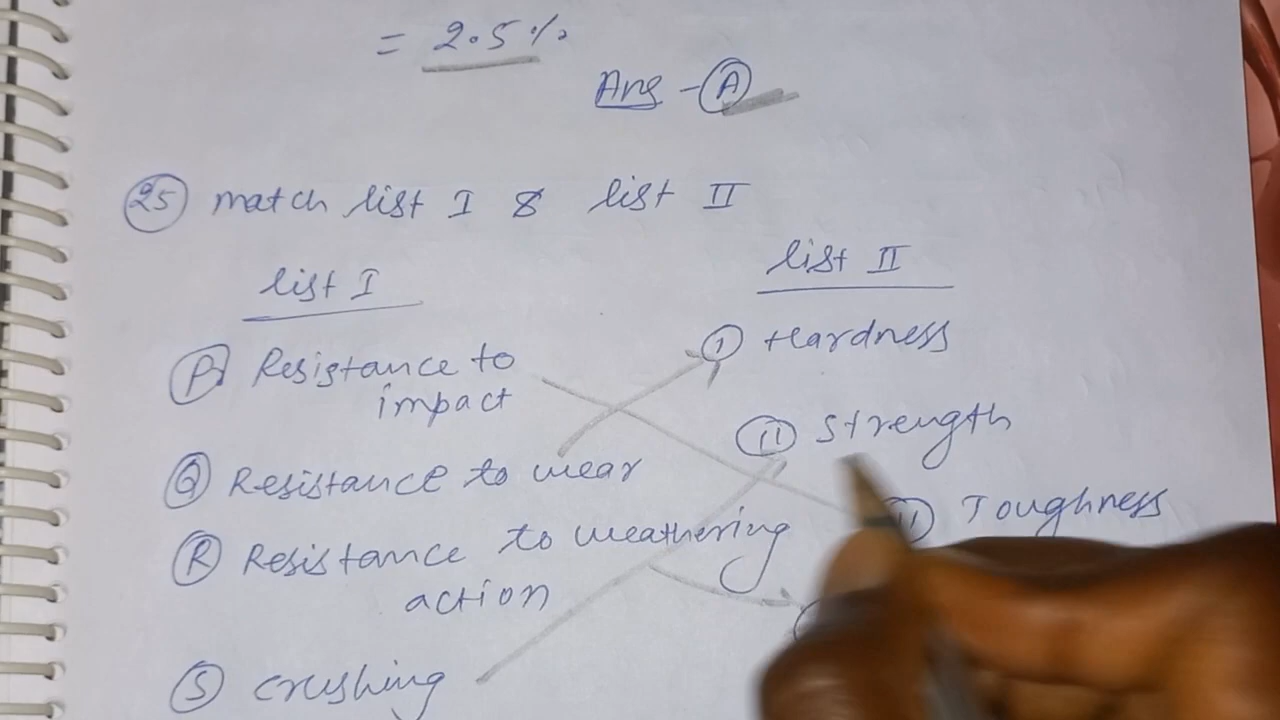 = 2.5%
Ans - A
25 match list I & list II
list I
list II
P Resistance to
impact
I Hardness
II Strength
Q Resistance to wear
Toughness
R Resistance to weathering
action
S crushing